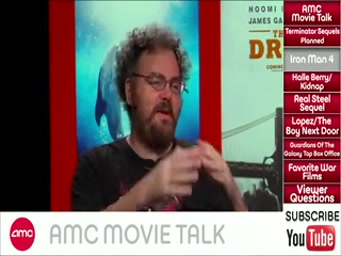 NOOMI
JAMES GA
DR
AMC
Movie Talk
Terminator Sequels
Planned
Iron Man 4
Halle Berry/
Kidnap
Real Steel
Sequel
Lopez/The
Boy Next Door
Guardians Of The
Galaxy Top Box Office
Favorite War
Films
Viewer
Questions
amc AMC MOVIE TALK
SUBSCRIBE
YouTube